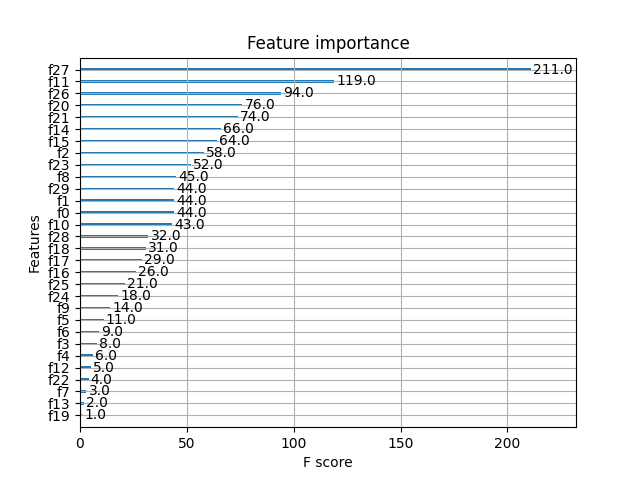 Feature importance
Features
f27 211.0
f11 119.0
f26 94.0
f20 76.0
f21 74.0
f14 66.0
f15 64.0
f2 58.0
f23 52.0
f8 45.0
f29 44.0
f1 44.0
f0 44.0
f10 43.0
f28 32.0
f18 31.0
f17 29.0
f16 26.0
f25 21.0
f24 18.0
f9 14.0
f5 11.0
f6 9.0
f3 8.0
f4 6.0
f12 5.0
f22 4.0
f7 3.0
f13 2.0
f19 1.0
0 50 100 150 200
F score